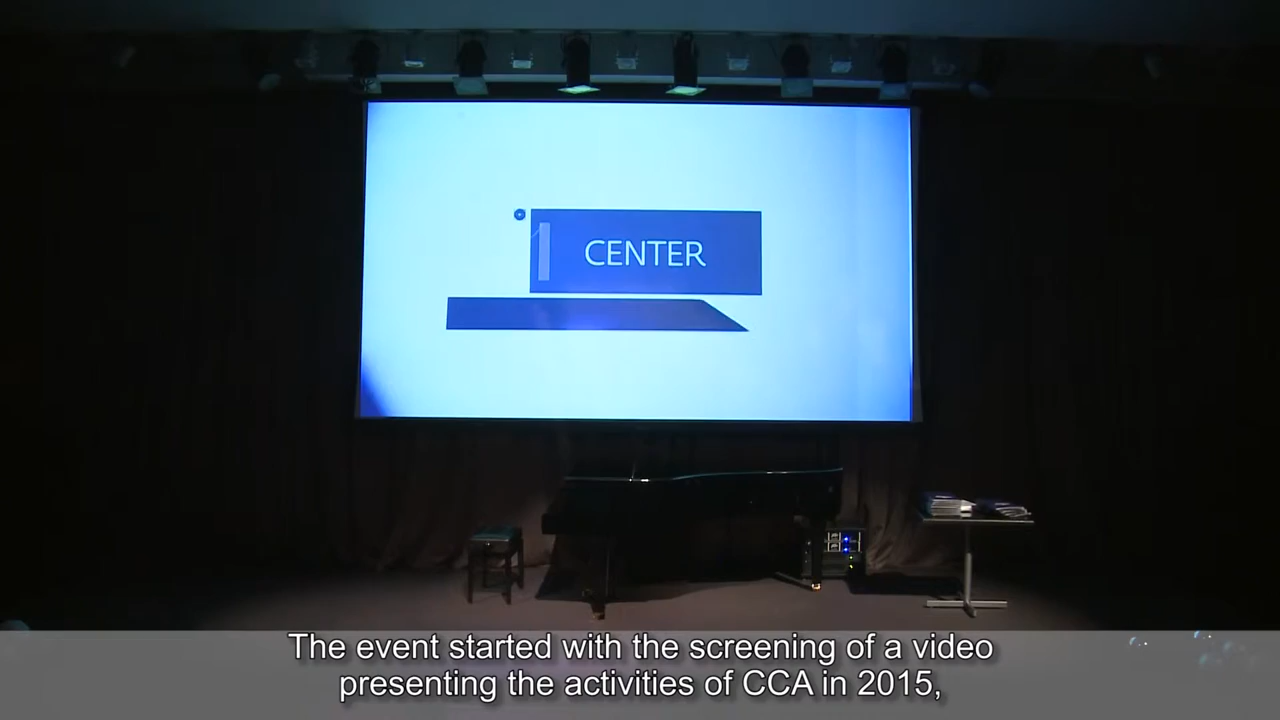 CENTER
The event started with the screening of a video
presenting the activities of CCA in 2015,